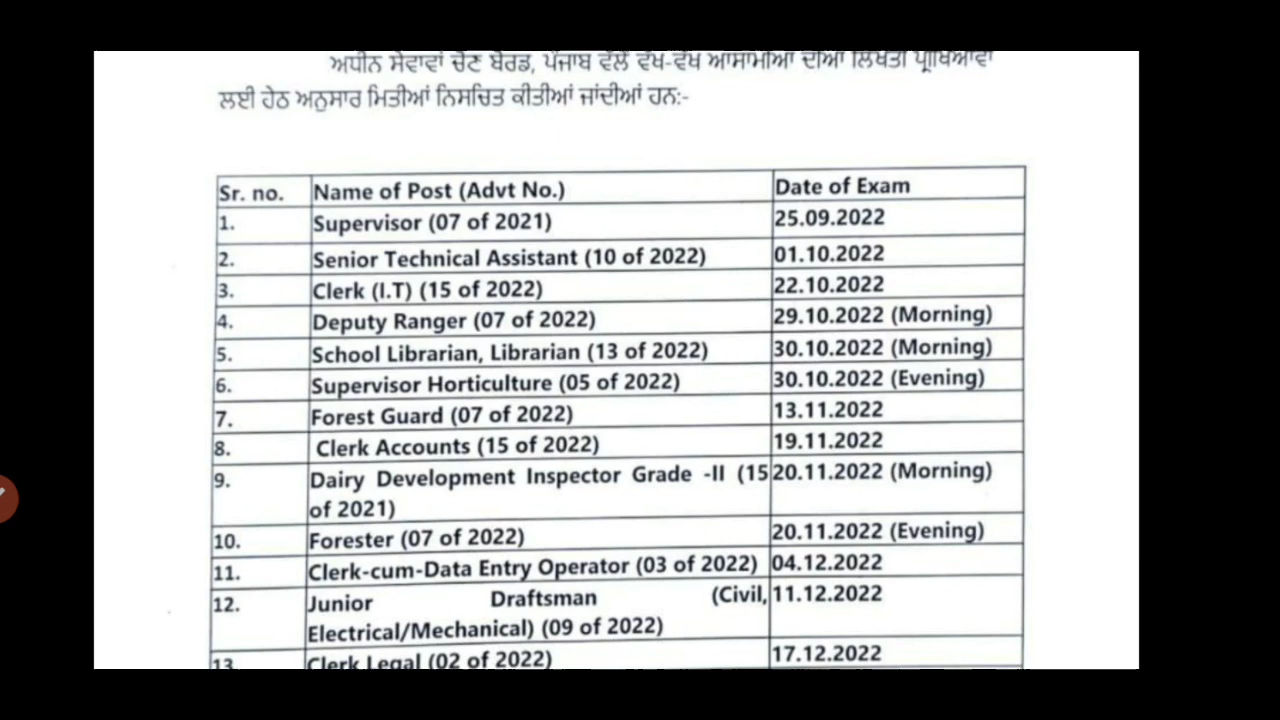 ਅਧੀਨ ਸੇਵਾਵਾਂ ਚੋਣ ਬੋਰਡ, ਪੰਜਾਬ ਵੱਲੋਂ ਵੱਖ-ਵੱਖ ਆਸਾਮੀਆਂ ਦੀਆਂ ਲਿਖਤੀ ਪ੍ਰੀਖਿਆਵਾਂ
ਲਈ ਹੇਠ ਅਨੁਸਾਰ ਮਿਤੀਆਂ ਨਿਸਚਿਤ ਕੀਤੀਆਂ ਜਾਂਦੀਆਂ ਹਨ:-
Sr. no. Name of Post (Advt No.) Date of Exam
1. Supervisor (07 of 2021) 25.09.2022
2. Senior Technical Assistant (10 of 2022) 01.10.2022
3. Clerk (I.T) (15 of 2022) 22.10.2022
4. Deputy Ranger (07 of 2022) 29.10.2022 (Morning)
5. School Librarian, Librarian (13 of 2022) 30.10.2022 (Morning)
6. Supervisor Horticulture (05 of 2022) 30.10.2022 (Evening)
7. Forest Guard (07 of 2022) 13.11.2022
8. Clerk Accounts (15 of 2022) 19.11.2022
9. Dairy Development Inspector Grade -II (15 20.11.2022 (Morning)
of 2021)
10. Forester (07 of 2022) 20.11.2022 (Evening)
11. Clerk-cum-Data Entry Operator (03 of 2022) 04.12.2022
12. Junior Draftsman (Civil, 11.12.2022
Electrical/Mechanical) (09 of 2022)
13. Clerk Legal (02 of 2022) 17.12.2022